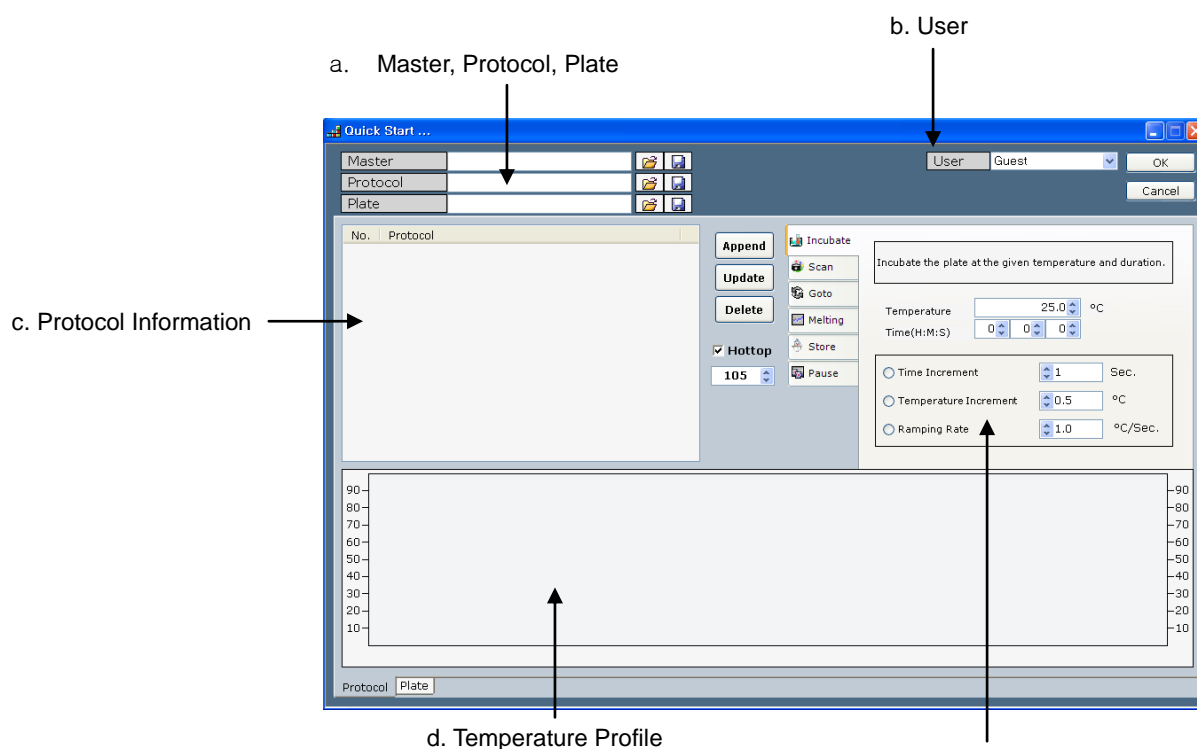 b. User
a. Master, Protocol, Plate
Quick Start ...
Master
User Guest OK
Protocol
Cancel
Plate
No. Protocol
Append
Update
Delete
Hottop
105
Incubate
Scan
Goto
Melting
Store
Pause
Incubate the plate at the given temperature and duration.
Temperature 25.0 °C
Time(H:M:S) 0 0 0
Time Increment 1 Sec.
Temperature Increment 0.5 °C
Ramping Rate 1.0 °C/Sec.
c. Protocol Information
90 90
80 80
70 70
60 60
50 50
40 40
30 30
20 20
10 10
Protocol Plate
d. Temperature Profile